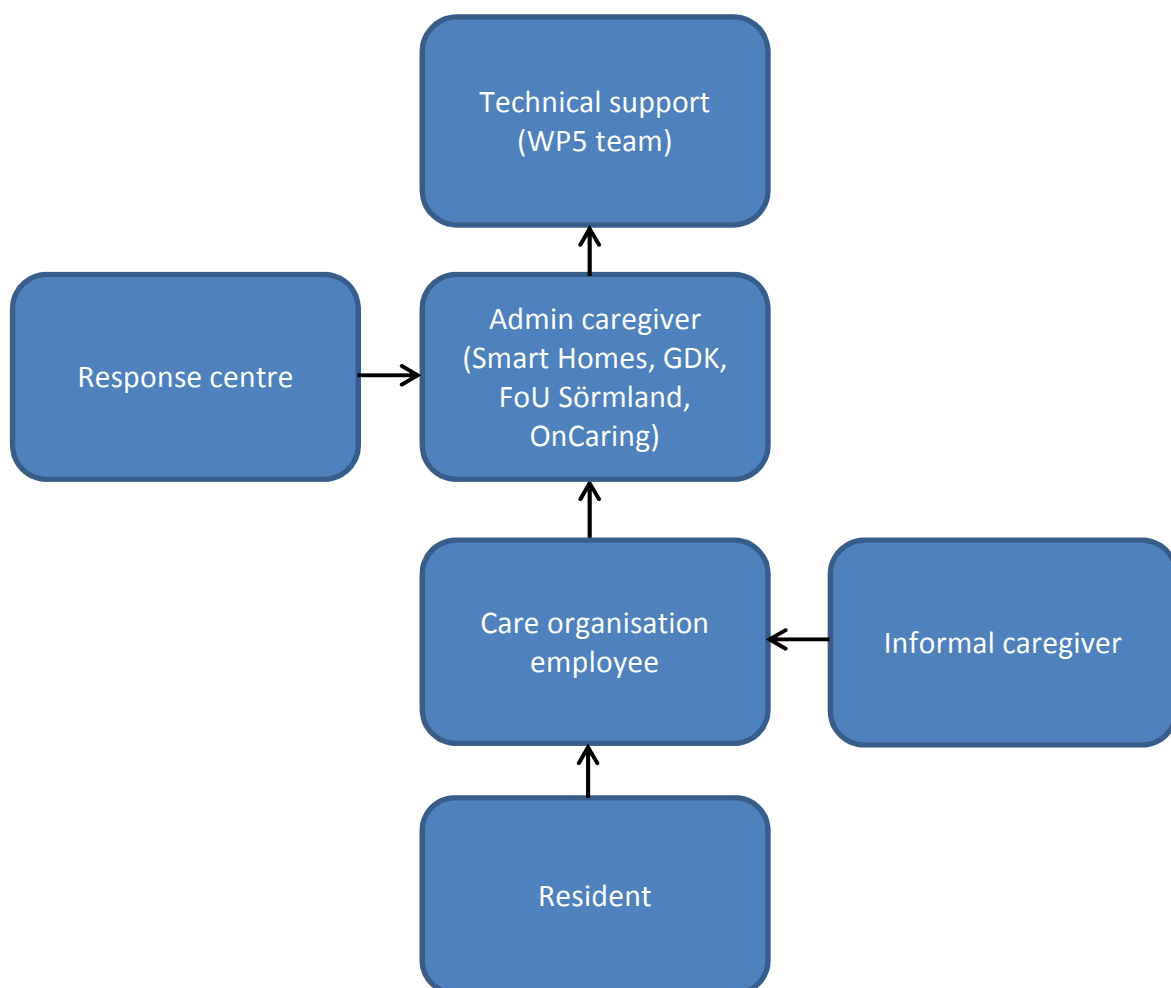 Technical support
(WP5 team)
Response centre
Admin caregiver
(Smart Homes, GDK,
FoU Sörmland,
OnCaring)
Care organisation
employee
Informal caregiver
Resident